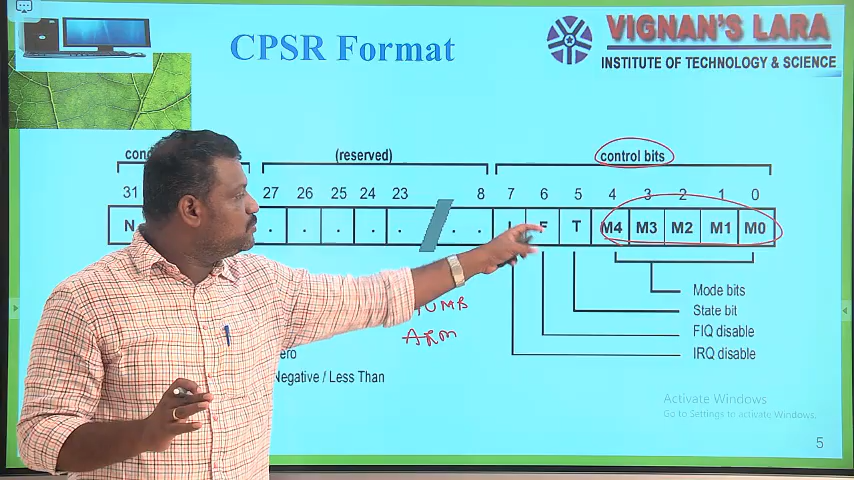 CPSR Format
VIGNAN'S LARA
INSTITUTE OF TECHNOLOGY & SCIENCE
(reserved)
control bits
31 27 26 25 24 23 8 7 6 5 4 3 2 1 0
N . . . . . . I F T M4 M3 M2 M1 M0
Mode bits
UMB
State bit
ARM
FIQ disable
IRQ disable
Negative / Less Than
Activate Windows
Go to Settings to activate Windows.
5